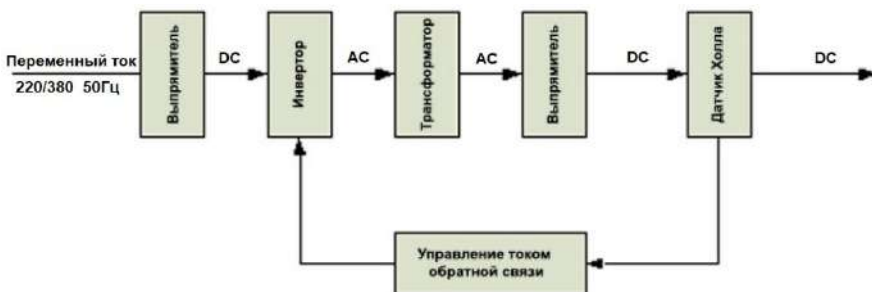 Переменный ток
220/380 50Гц
Выпрямитель
DC
Инвертор
AC
Трансформатор
AC
Выпрямитель
DC
Датчик Холла
DC
Управление током
обратной связи